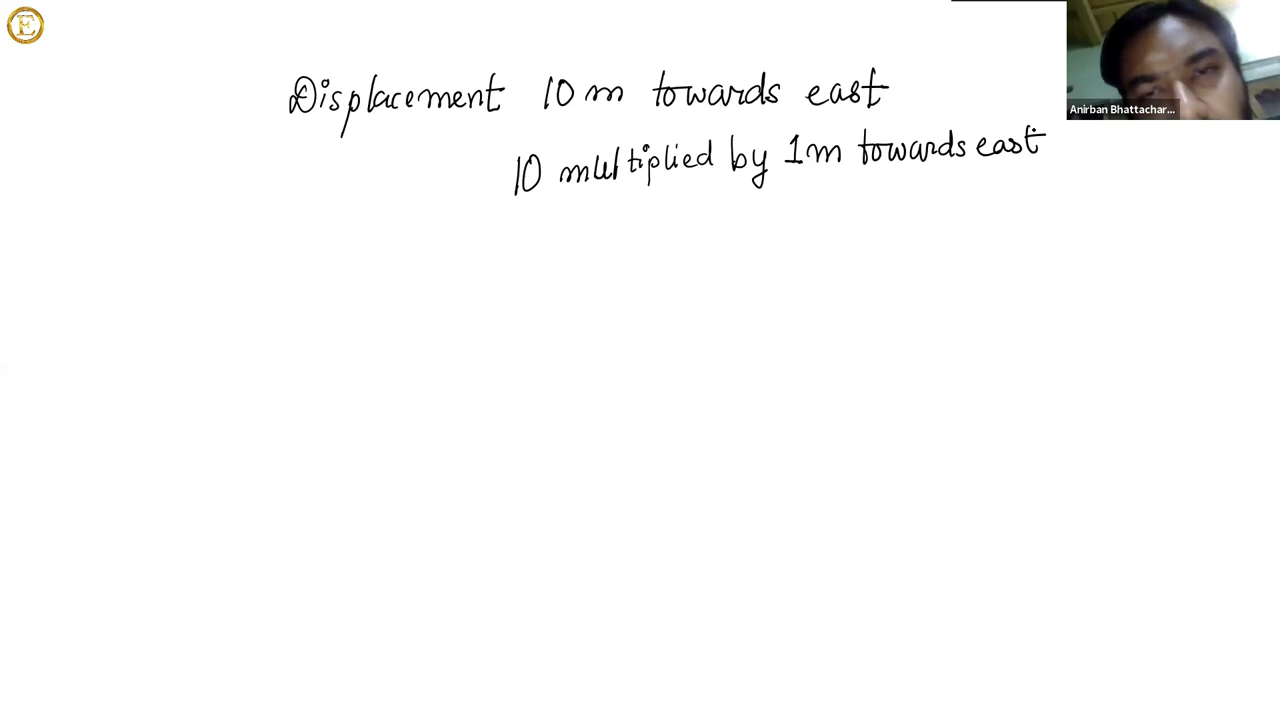 E
Anirban Bhattachar...
Displacement 10 m towards east
10 multiplied by 1m towards east